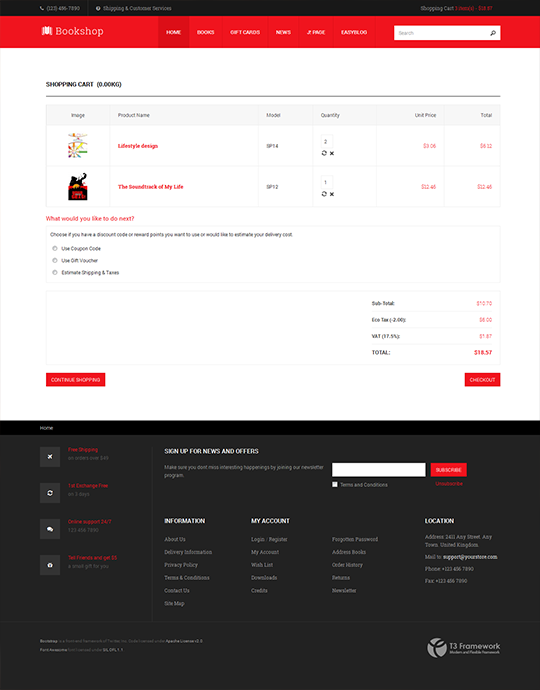 (123) 456-7890 Shipping & Customer Services
Shopping Cart 3 item(s) - $18.57
Bookshop
HOME BOOKS GIFT CARDS NEWS J! PAGE EASYBLOG
Search
SHOPPING CART (0.00KG)
Image Product Name Model Quantity Unit Price Total
Lifestyle design SP14 2 $3.06 $6.12
The Soundtrack of My Life SP12 1 $12.46 $12.46
What would you like to do next?
Choose if you have a discount code or reward points you want to use or would like to estimate your delivery cost.
Use Coupon Code
Use Gift Voucher
Estimate Shipping & Taxes
Sub-Total: $10.70
Eco Tax (-2.00): $6.00
VAT (17.5%): $1.87
TOTAL: $18.57
CONTINUE SHOPPING
CHECKOUT
Home
Free Shipping
on orders over $49
1st Exchange Free
on 3 days
Online support 24/7
123 456 7890
Tell Friends and get $5
a small gift for you
SIGN UP FOR NEWS AND OFFERS
Make sure you dont miss interesting happenings by joining our newsletter
program.
SUBSCRIBE
Terms and Conditions
Unsubscribe
INFORMATION
About Us
Delivery Information
Privacy Policy
Terms & Conditions
Contact Us
Site Map
MY ACCOUNT
Login / Register
My Account
Wish List
Downloads
Credits
Forgotten Password
Address Books
Order History
Returns
Newsletter
LOCATION
Address: 2411 Any Street, Any
Town, United Kingdom.
Mail to: support@yourstore.com
Phone: +123 456 7890
Fax: +123 456 7890
Bootstrap is a front-end framework of Twitter, Inc. Code licensed under Apache License v2.0.
Font Awesome font licensed under SIL OFL 1.1.
T3 Framework
Modern and Flexible Framework